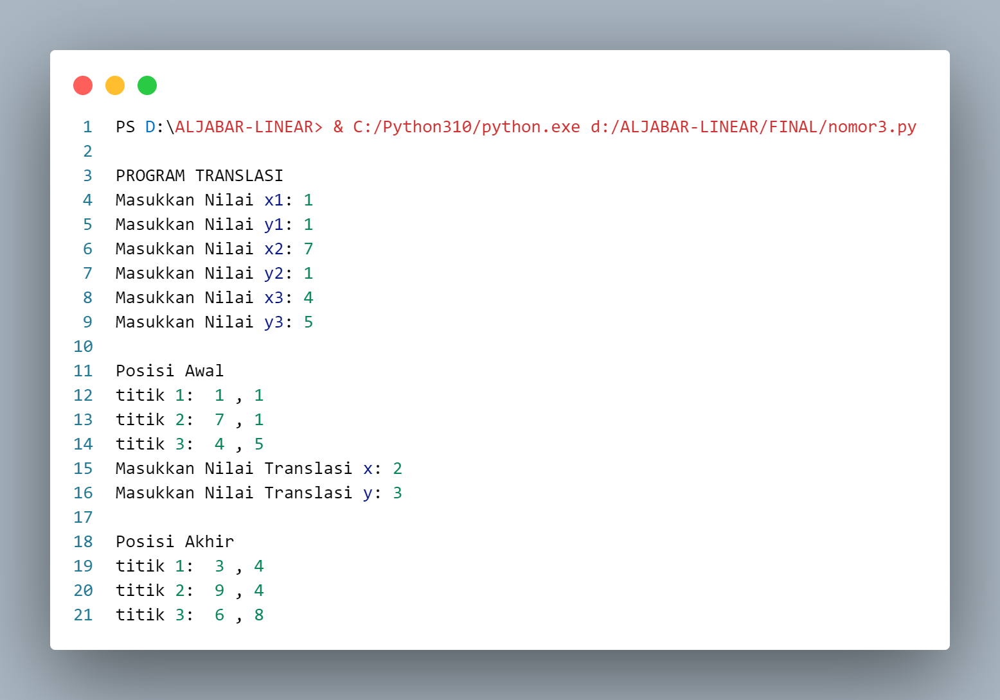 1 PS D:\ALJABAR-LINEAR> & C:/Python310/python.exe d:/ALJABAR-LINEAR/FINAL/nomor3.py
2
3 PROGRAM TRANSLASI
4 Masukkan Nilai x1: 1
5 Masukkan Nilai y1: 1
6 Masukkan Nilai x2: 7
7 Masukkan Nilai y2: 1
8 Masukkan Nilai x3: 4
9 Masukkan Nilai y3: 5
10
11 Posisi Awal
12 titik 1:  1 , 1
13 titik 2:  7 , 1
14 titik 3:  4 , 5
15 Masukkan Nilai Translasi x: 2
16 Masukkan Nilai Translasi y: 3
17
18 Posisi Akhir
19 titik 1:  3 , 4
20 titik 2:  9 , 4
21 titik 3:  6 , 8